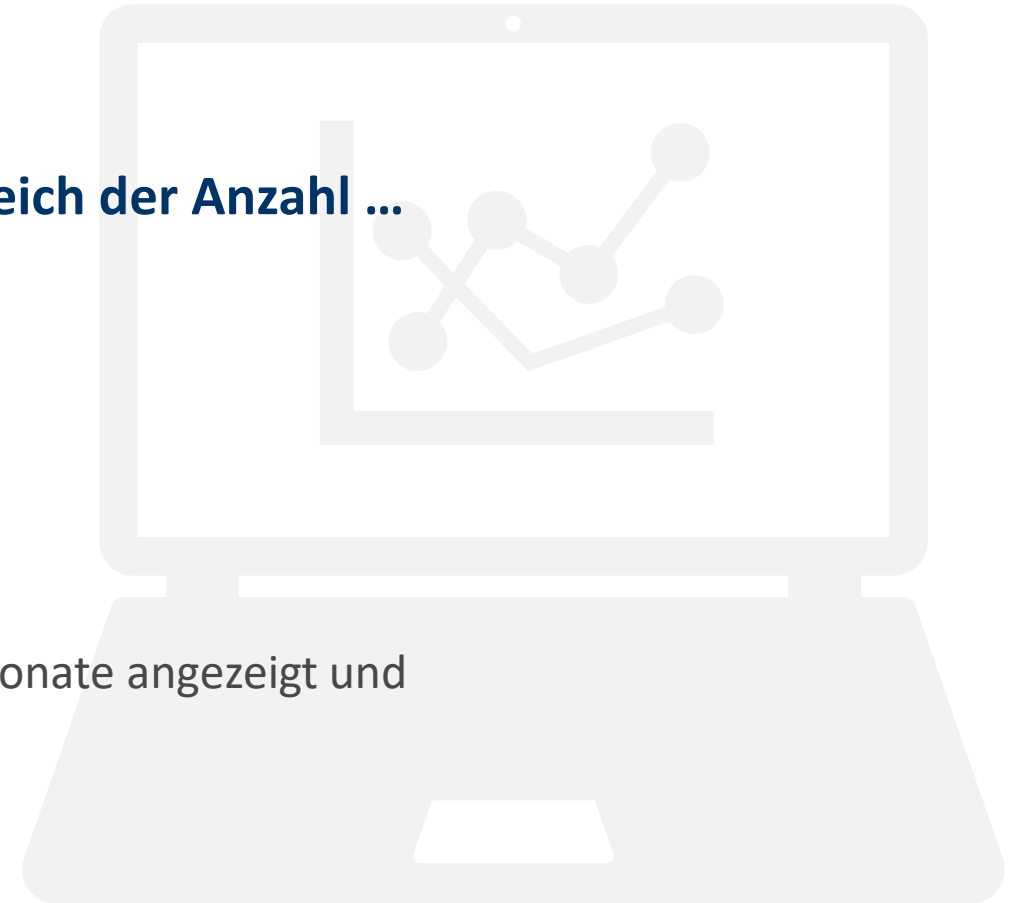 eich der Anzahl …
onate angezeigt und